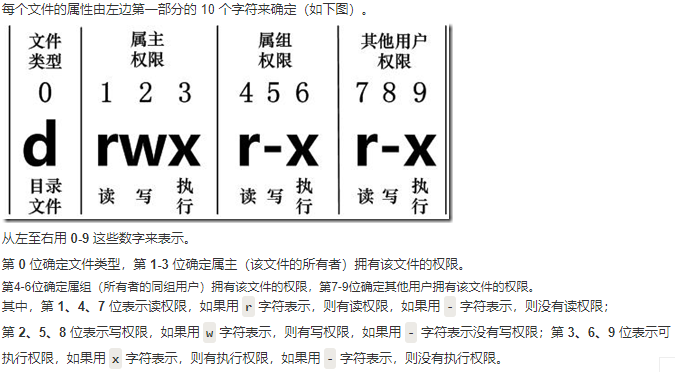 每个文件的属性由左边第一部分的 10 个字符来确定（如下图）。
文件 属主 属组 其他用户
类型 权限 权限 权限
0 1 2 3 4 5 6 7 8 9
d rwx r-x r-x
目录 读 写 执 读 写 执 读 写 执
文件 行 行 行
从左至右用 0-9 这些数字来表示。
第 0 位确定文件类型，第 1-3 位确定属主（该文件的所有者）拥有该文件的权限。
第4-6位确定属组（所有者的同组用户）拥有该文件的权限，第7-9位确定其他用户拥有该文件的权限。
其中，第 1、4、7 位表示读权限，如果用 r 字符表示，则有读权限，如果用 - 字符表示，则没有读权限；
第 2、5、8 位表示写权限，如果用 w 字符表示，则有写权限，如果用 - 字符表示没有写权限；第 3、6、9 位表示可
执行权限，如果用 x 字符表示，则有执行权限，如果用 - 字符表示，则没有执行权限。